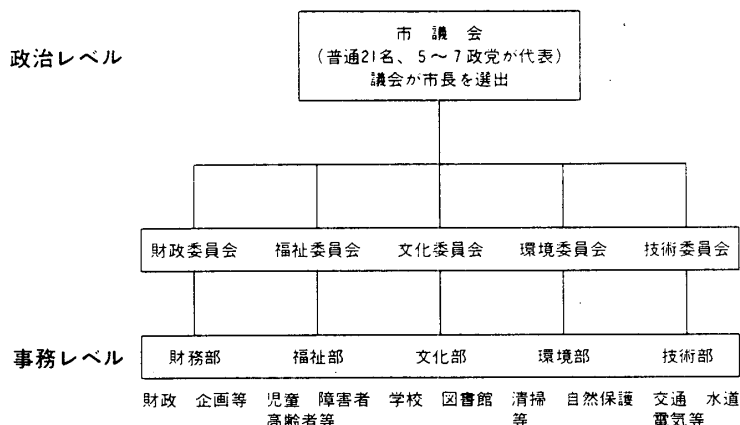 市議会
(普通21名、5～7政党が代表)
議会が市長を選出
政治レベル
財政委員会 福祉委員会 文化委員会 環境委員会 技術委員会
事務レベル
財務部 福祉部 文化部 環境部 技術部
財政 企画等 児童 障害者 学校 図書館 清掃 自然保護 交通 水道
高齢者等 等 電気等